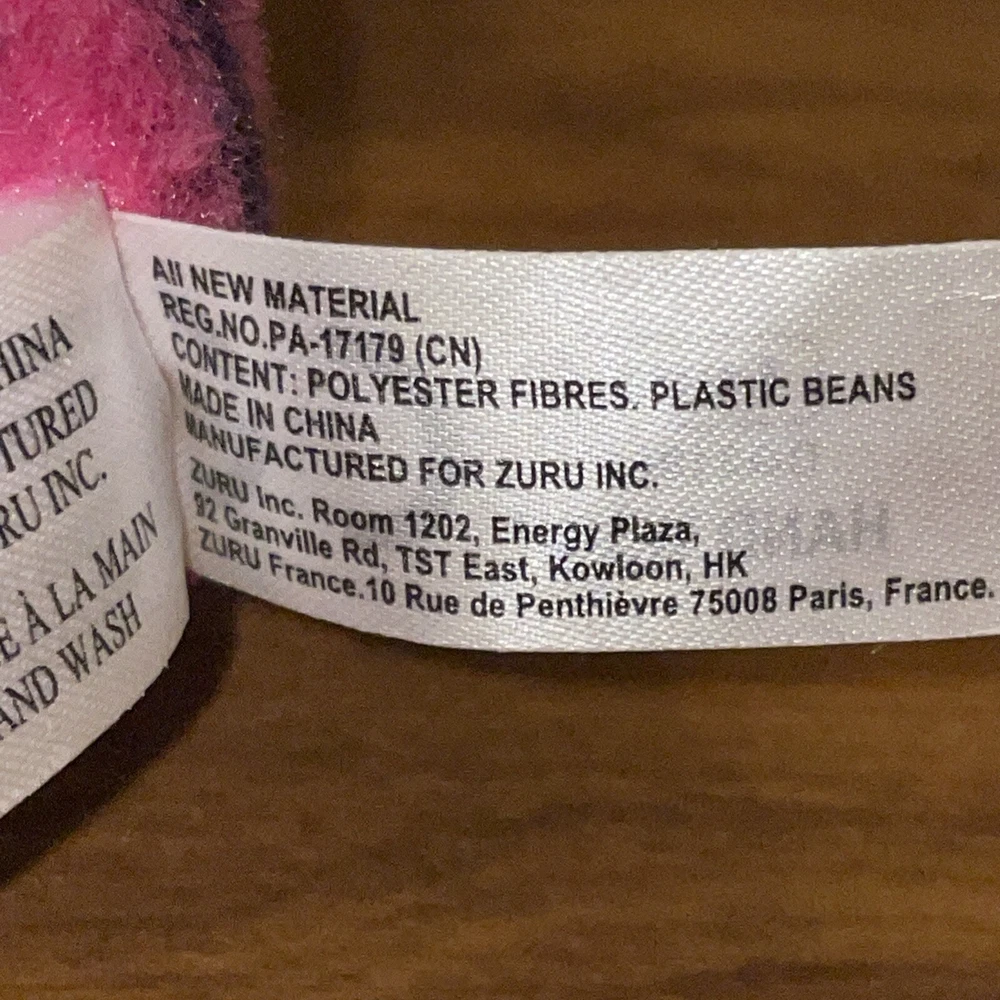 HINA
TURED
RU INC.
E À LA MAIN
AND WASH
All NEW MATERIAL
REG.NO.PA-17179 (CN)
CONTENT: POLYESTER FIBRES. PLASTIC BEANS
MADE IN CHINA
MANUFACTURED FOR ZURU INC.
ZURU Inc. Room 1202, Energy Plaza,
92 Granville Rd, TST East, Kowloon, HK
ZURU France.10 Rue de Penthièvre 75008 Paris, France.